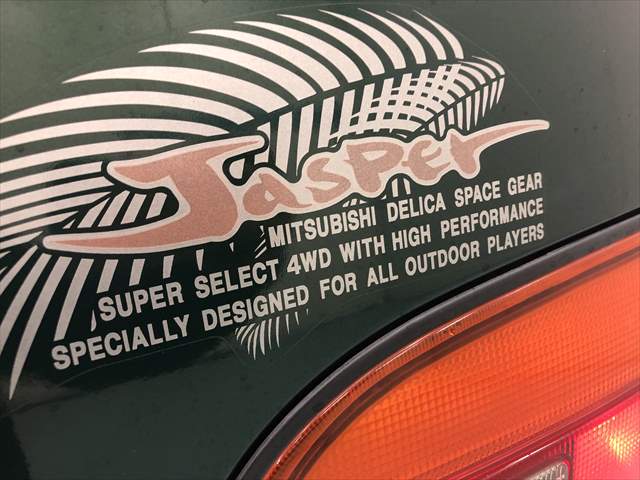 Jasper
MITSUBISHI DELICA SPACE GEAR
SUPER SELECT 4WD WITH HIGH PERFORMANCE
SPECIALLY DESIGNED FOR ALL OUTDOOR PLAYERS